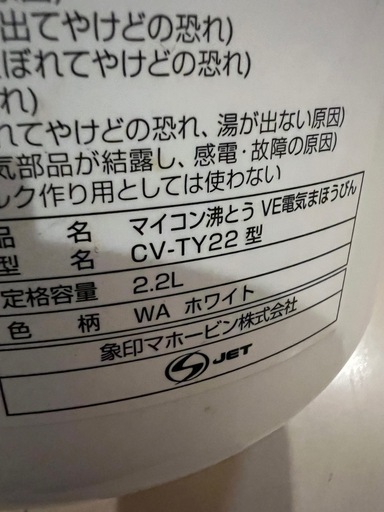 出てやけどの恐れ)
ぼれてやけどの恐れ)
れ)
れてやけどの恐れ、湯が出ない原因)
気部品が結露し、感電・故障の原因)
ルク作り用としては使わない
品 名 マイコン沸とう VE電気まほうびん
型 名 CV-TY22 型
定格容量 2.2L
色 柄 WA ホワイト
象印マホービン株式会社
S JET